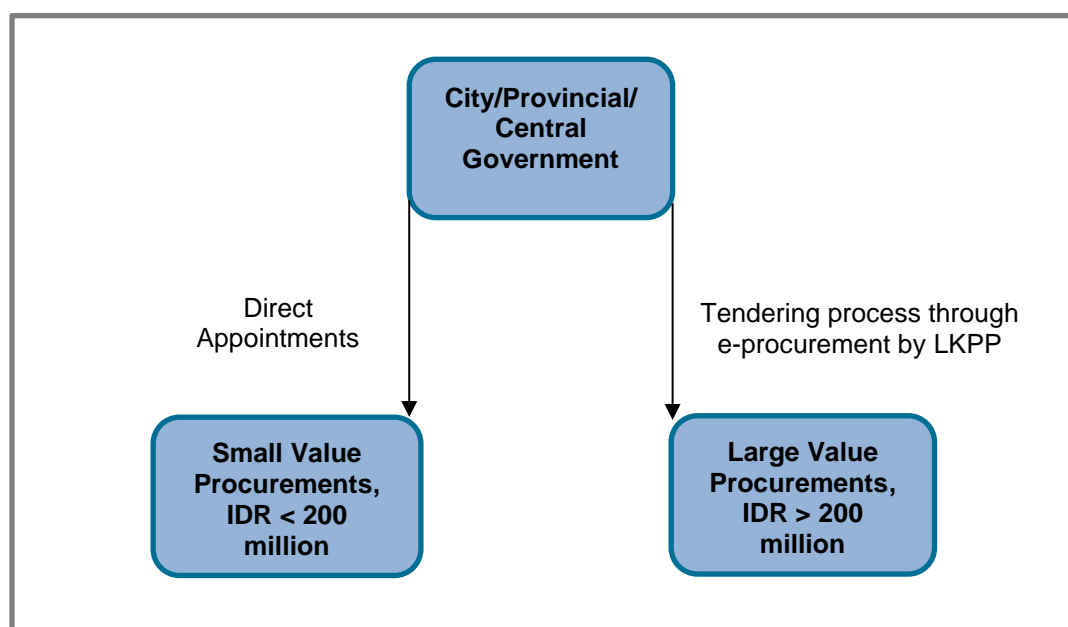 City/Provincial/
Central
Government
Direct
Appointments
Tendering process through
e-procurement by LKPP
Small Value
Procurements,
IDR < 200
million
Large Value
Procurements,
IDR > 200
million